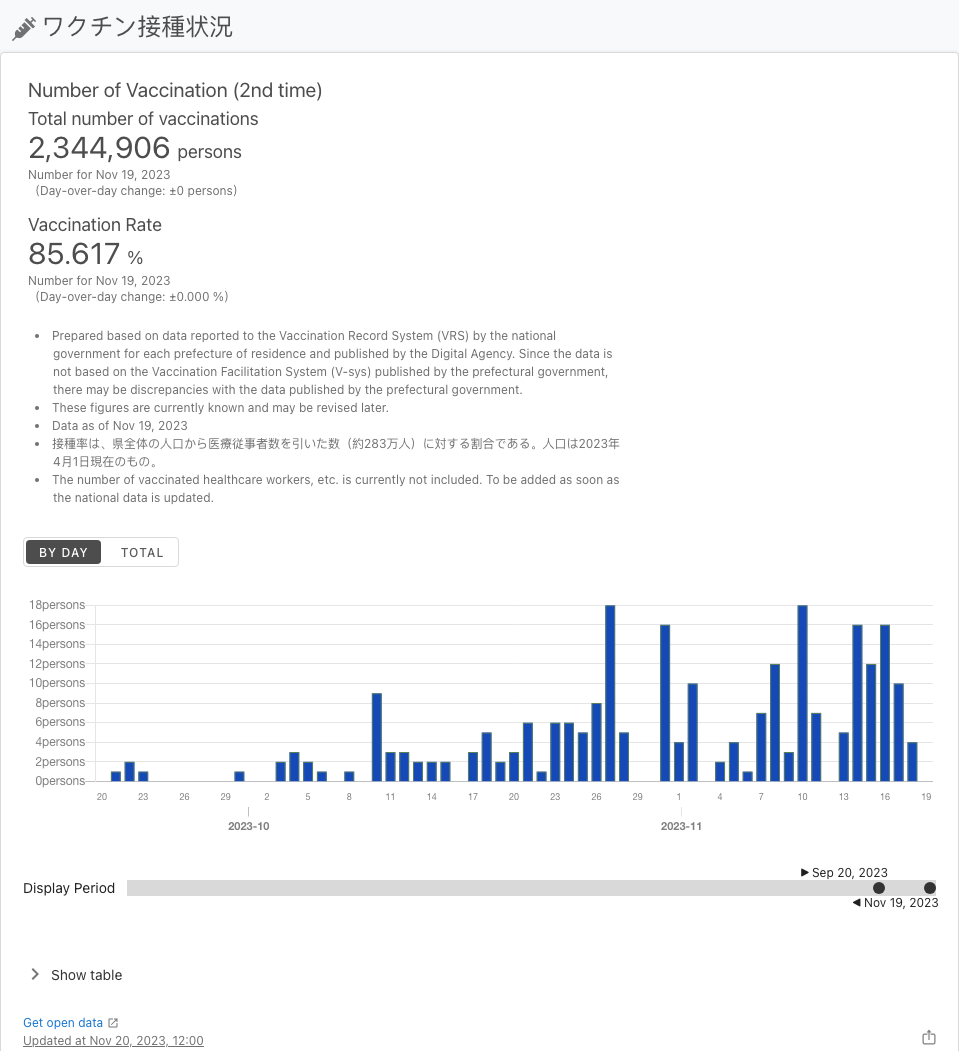 ワクチン接種状況
Number of Vaccination (2nd time)
Total number of vaccinations
2,344,906 persons
Number for Nov 19, 2023
（Day-over-day change: ±0 persons）
Vaccination Rate
85.617 %
Number for Nov 19, 2023
（Day-over-day change: ±0.000 %）
• Prepared based on data reported to the Vaccination Record System (VRS) by the national
government for each prefecture of residence and published by the Digital Agency. Since the data is
not based on the Vaccination Facilitation System (V-sys) published by the prefectural government,
there may be discrepancies with the data published by the prefectural government.
• These figures are currently known and may be revised later.
• Data as of Nov 19, 2023
• 接種率は、県全体の人口から医療従事者数を引いた数（約283万人）に対する割合である。人口は2023年
4月1日現在のもの。
• The number of vaccinated healthcare workers, etc. is currently not included. To be added as soon as
the national data is updated.
BY DAY TOTAL
18persons
16persons
14persons
12persons
10persons
8persons
6persons
4persons
2persons
0persons
20 23 26 29 2 5 8 11 14 17 20 23 26 29 1 4 7 10 13 16 19
2023-10 2023-11
Sep 20, 2023
Display Period
Nov 19, 2023
Show table
Get open data
Updated at Nov 20, 2023, 12:00